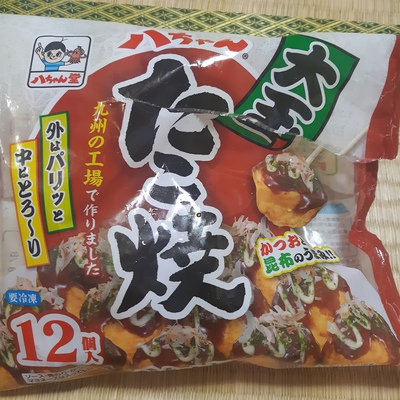 八ちゃん堂
八ちゃん®
大玉
たこ焼
九州の工場で作りました
外はパリッと
中はとろ〜り
かつおと
昆布のうま味!!
要冷凍
12個入